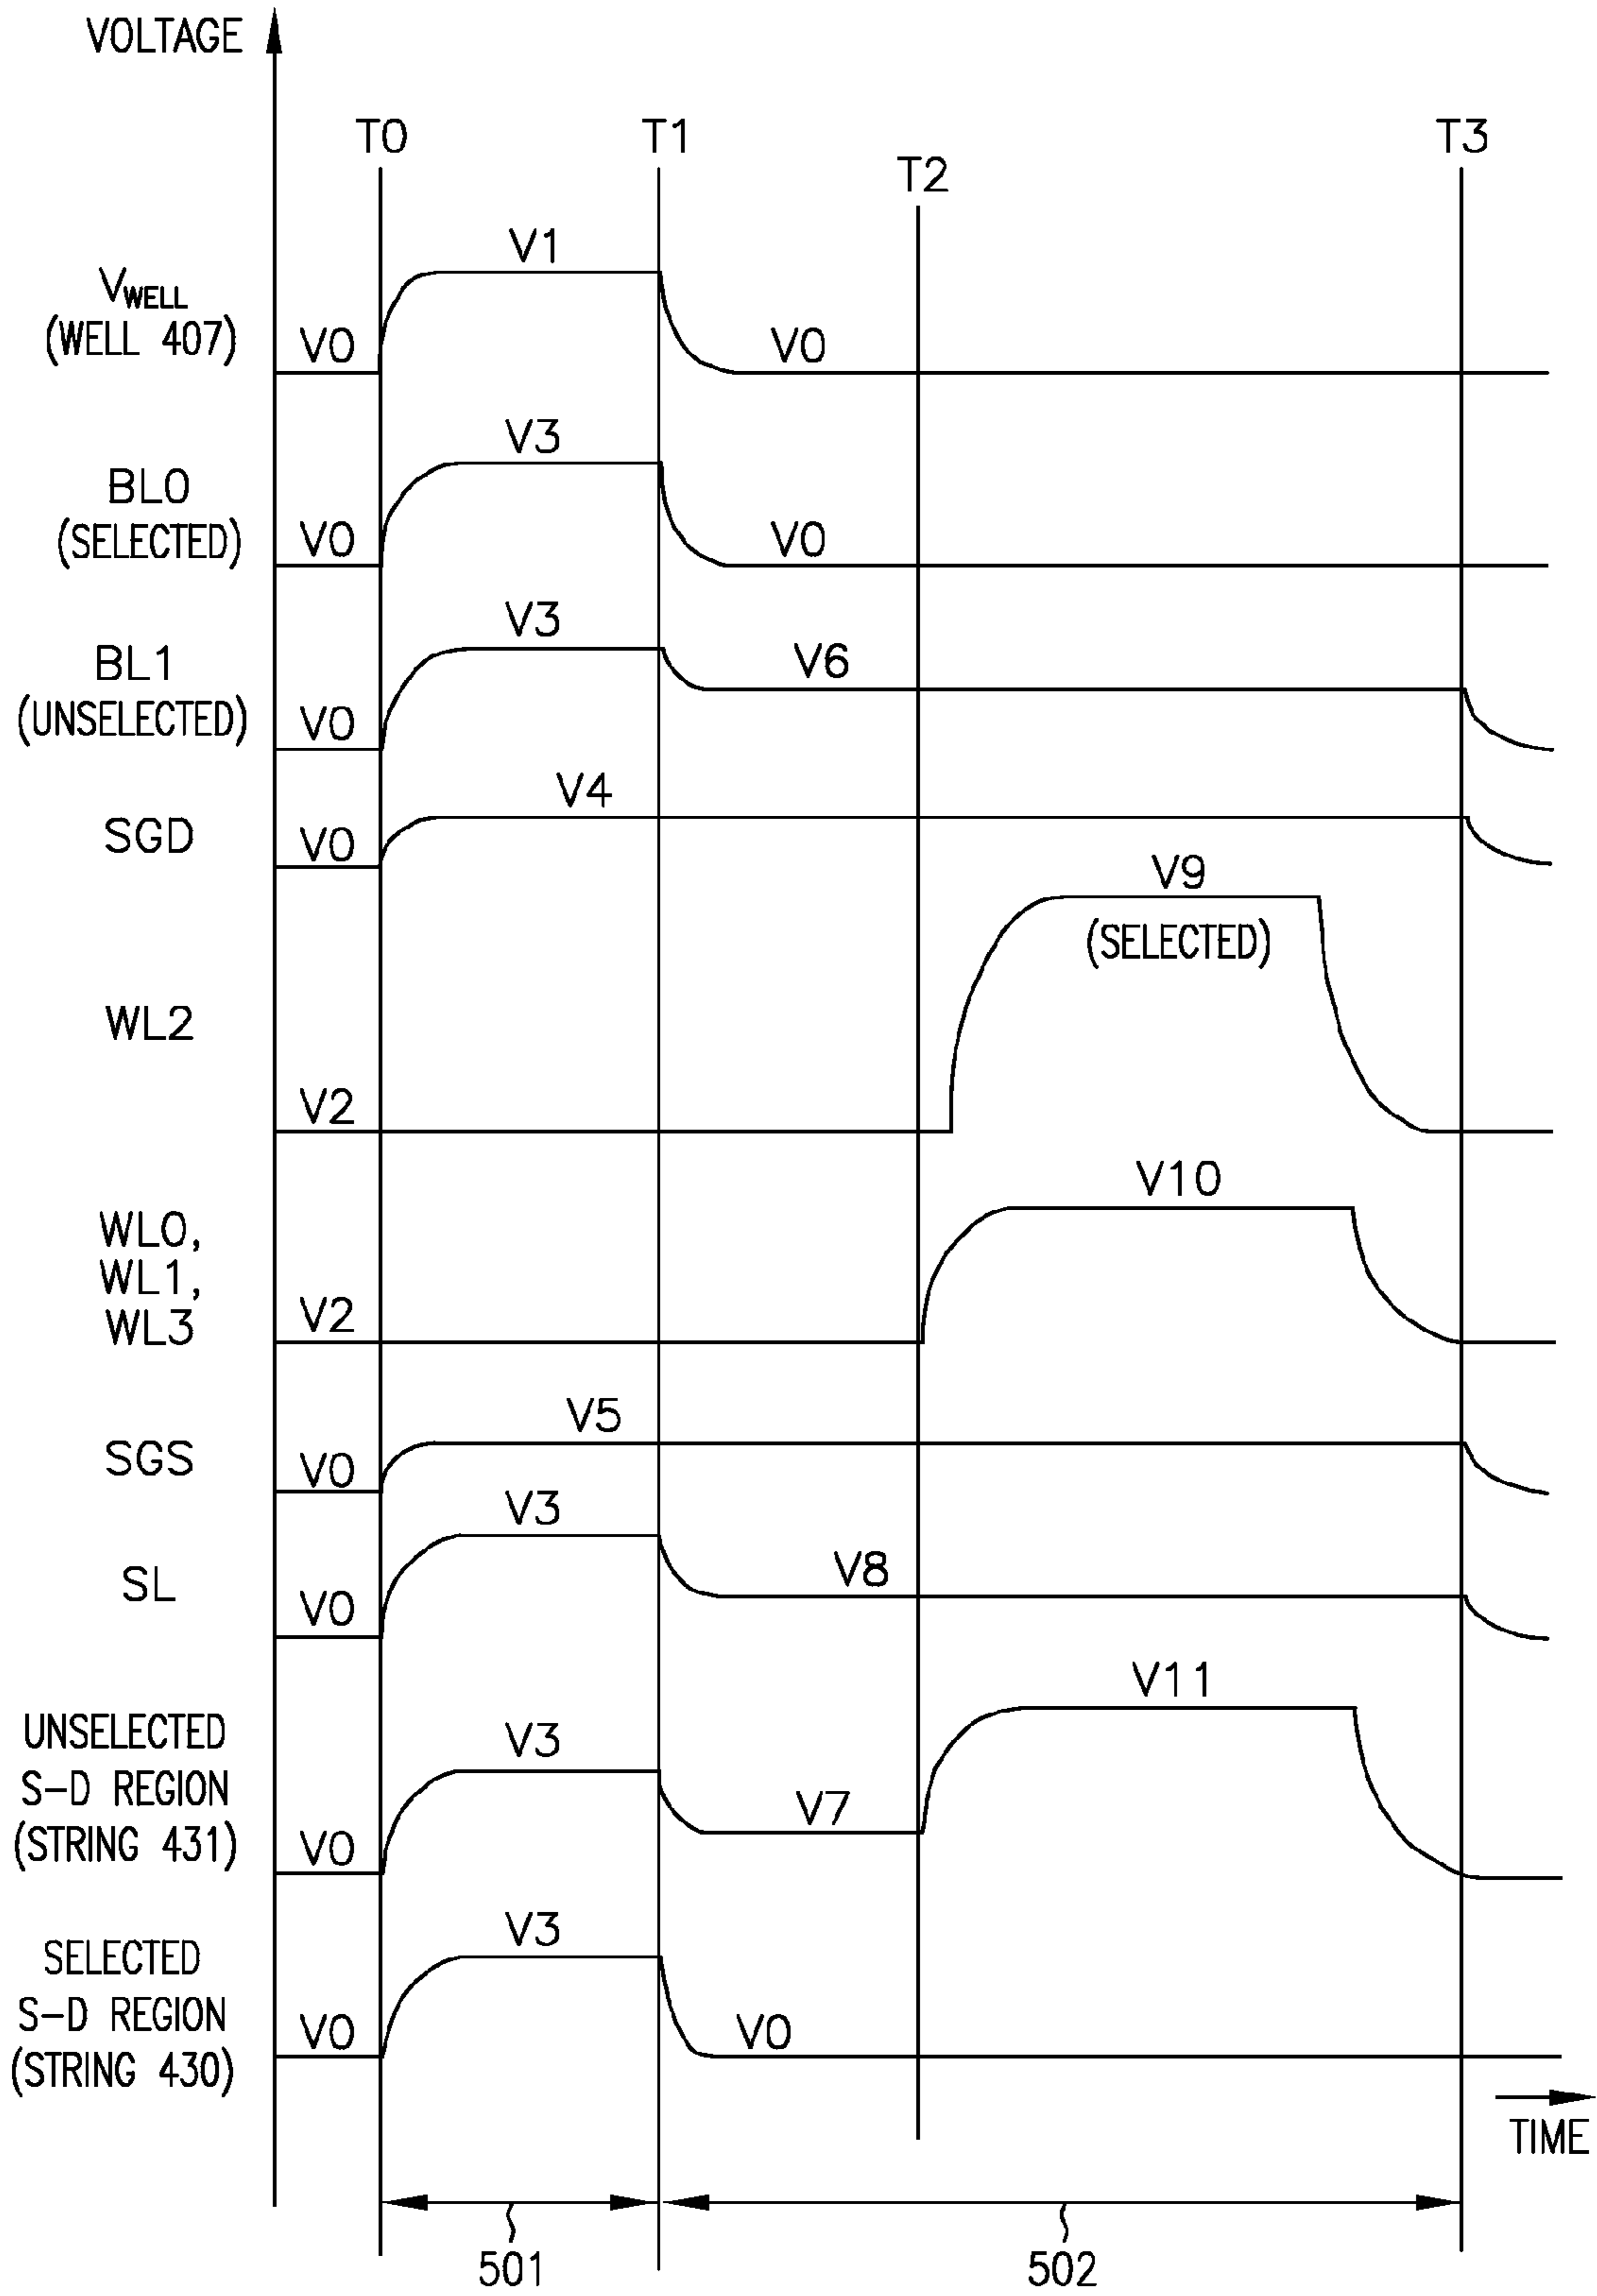 VOLTAGE
T0
T1
T2
T3
VWELL
(WELL 407)
V0
V1
V0
BL0
(SELECTED)
V0
V3
V0
BL1
(UNSELECTED)
V0
V3
V6
SGD
V0
V4
WL2
V2
V9
(SELECTED)
WL0,
WL1,
WL3
V2
V10
SGS
V0
V5
SL
V0
V3
V8
UNSELECTED
S-D REGION
(STRING 431)
V0
V3
V7
V11
SELECTED
S-D REGION
(STRING 430)
V0
V3
V0
TIME
501
502